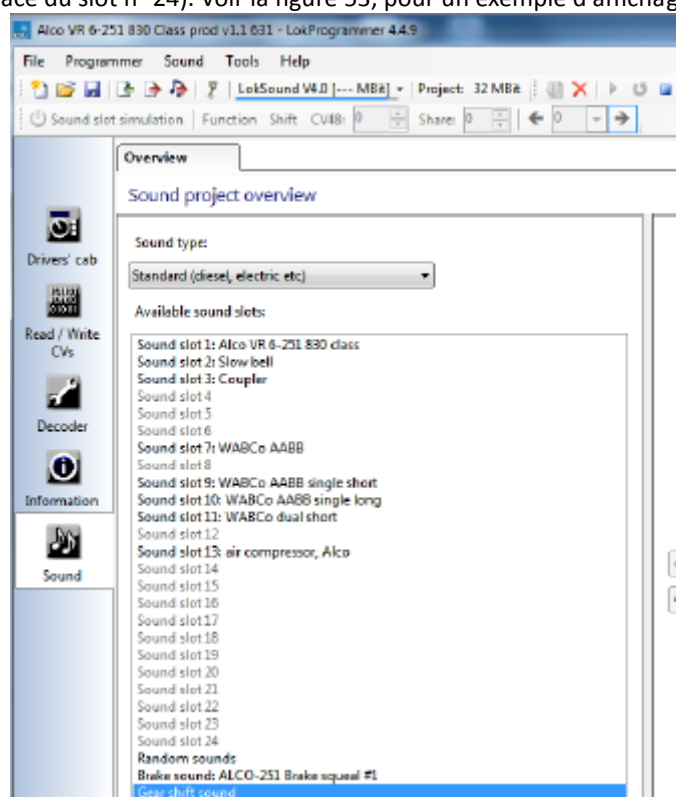 ace du slot n° 24). Voir la figure 53, pour un exemple d'affichag
Alco VR 6-251 830 Class prod v1.1 631 - LokProgrammer 4.4.9
File Programmer Sound Tools Help
LokSound V4.0 [--- MBit] Project: 32 MBit
Sound slot simulation Function Shift CV48: 0 Share: 0 0
Overview
Sound project overview
Drivers' cab
Read / Write
CVs
Decoder
Information
Sound
Sound type:
Standard (diesel, electric etc)
Available sound slots:
Sound slot 1: Alco VR 6-251 830 class
Sound slot 2: Slow bell
Sound slot 3: Coupler
Sound slot 4
Sound slot 5
Sound slot 6
Sound slot 7: WABCo AABB
Sound slot 8
Sound slot 9: WABCo AABB single short
Sound slot 10: WABCo AABB single long
Sound slot 11: WABCo dual short
Sound slot 12
Sound slot 13: air compressor, Alco
Sound slot 14
Sound slot 15
Sound slot 16
Sound slot 17
Sound slot 18
Sound slot 19
Sound slot 20
Sound slot 21
Sound slot 22
Sound slot 23
Sound slot 24
Random sounds
Brake sound: ALCO-251 Brake squeal #1
Gear shift sound